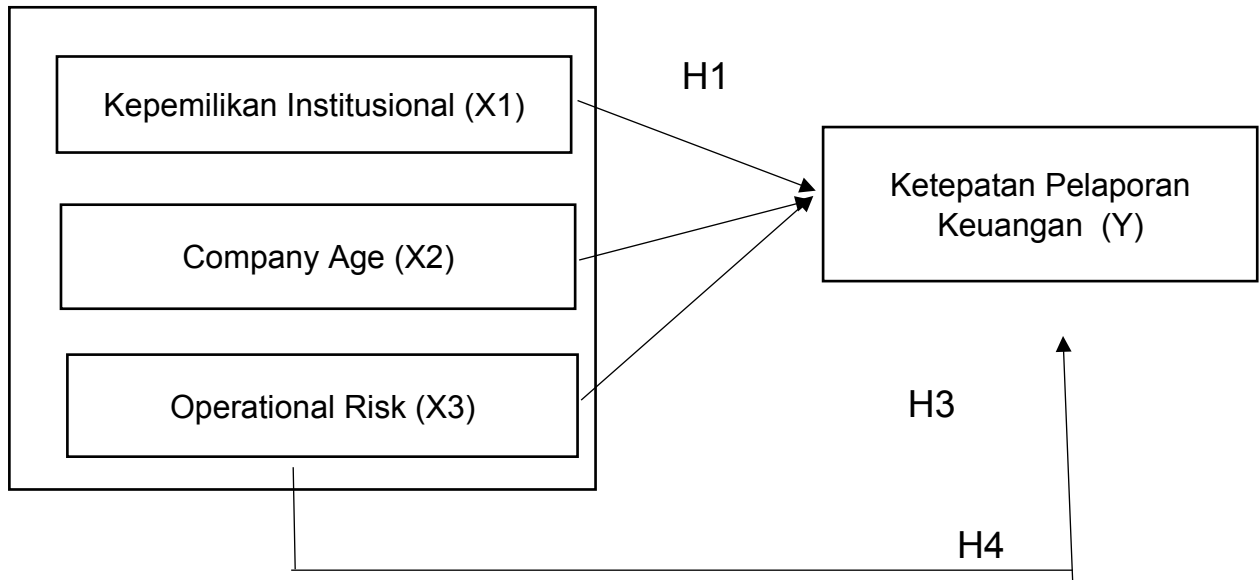 H1
Kepemilikan Institusional (X1)
Ketepatan Pelaporan
Keuangan (Y)
Company Age (X2)
Operational Risk (X3)
H3
H4